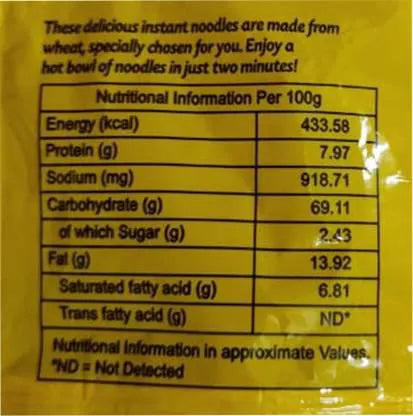 These delicious instant noodles are made from
wheat, specially chosen for you. Enjoy a
hot bowl of noodles in just two minutes!
Nutritional Information Per 100g
Energy (kcal) 433.58
Protein (g) 7.97
Sodium (mg) 918.71
Carbohydrate (g) 69.11
of which Sugar (g) 2.43
Fat (g) 13.92
Saturated fatty acid (g) 6.81
Trans fatty acid (g) ND*
Nutritional Information in approximate Values.
*ND = Not Detected